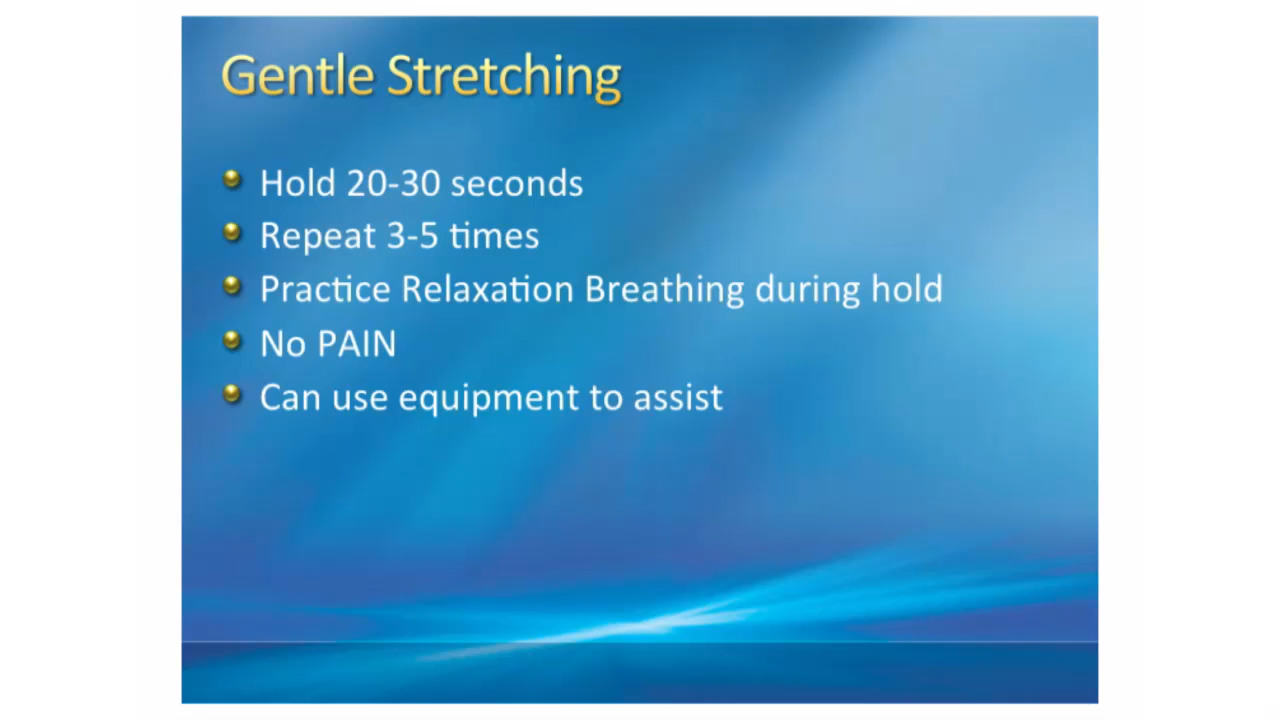 Gentle Stretching
Hold 20-30 seconds
Repeat 3-5 times
Practice Relaxation Breathing during hold
No PAIN
Can use equipment to assist